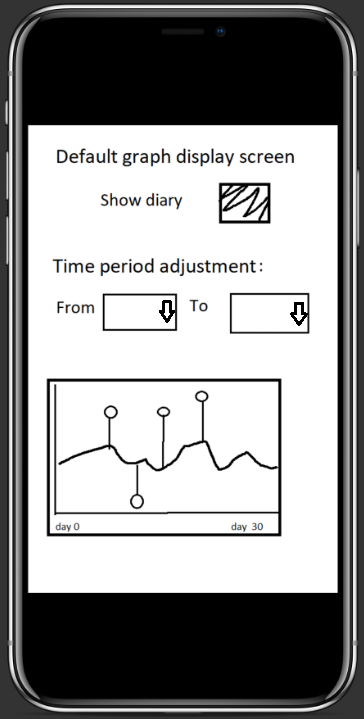 Default graph display screen
Show diary
Time period adjustment:
From To
day 0 day 30